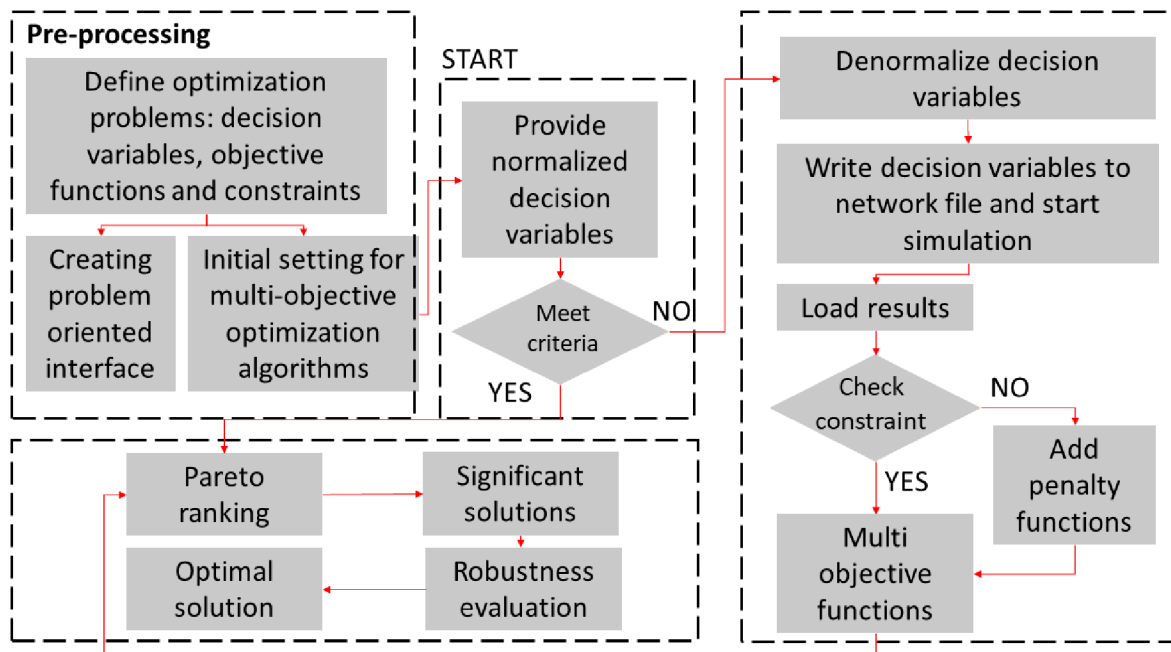 Pre-processing
Define optimization
problems: decision
variables, objective
functions and constraints
Creating
problem
oriented
interface
Initial setting for
multi-objective
optimization
algorithms
START
Provide
normalized
decision
variables
Meet
criteria
NO
YES
Denormalize decision
variables
Write decision variables to
network file and start
simulation
Load results
Check
constraint
NO
YES
Add
penalty
functions
Multi
objective
functions
Pareto
ranking
Significant
solutions
Optimal
solution
Robustness
evaluation